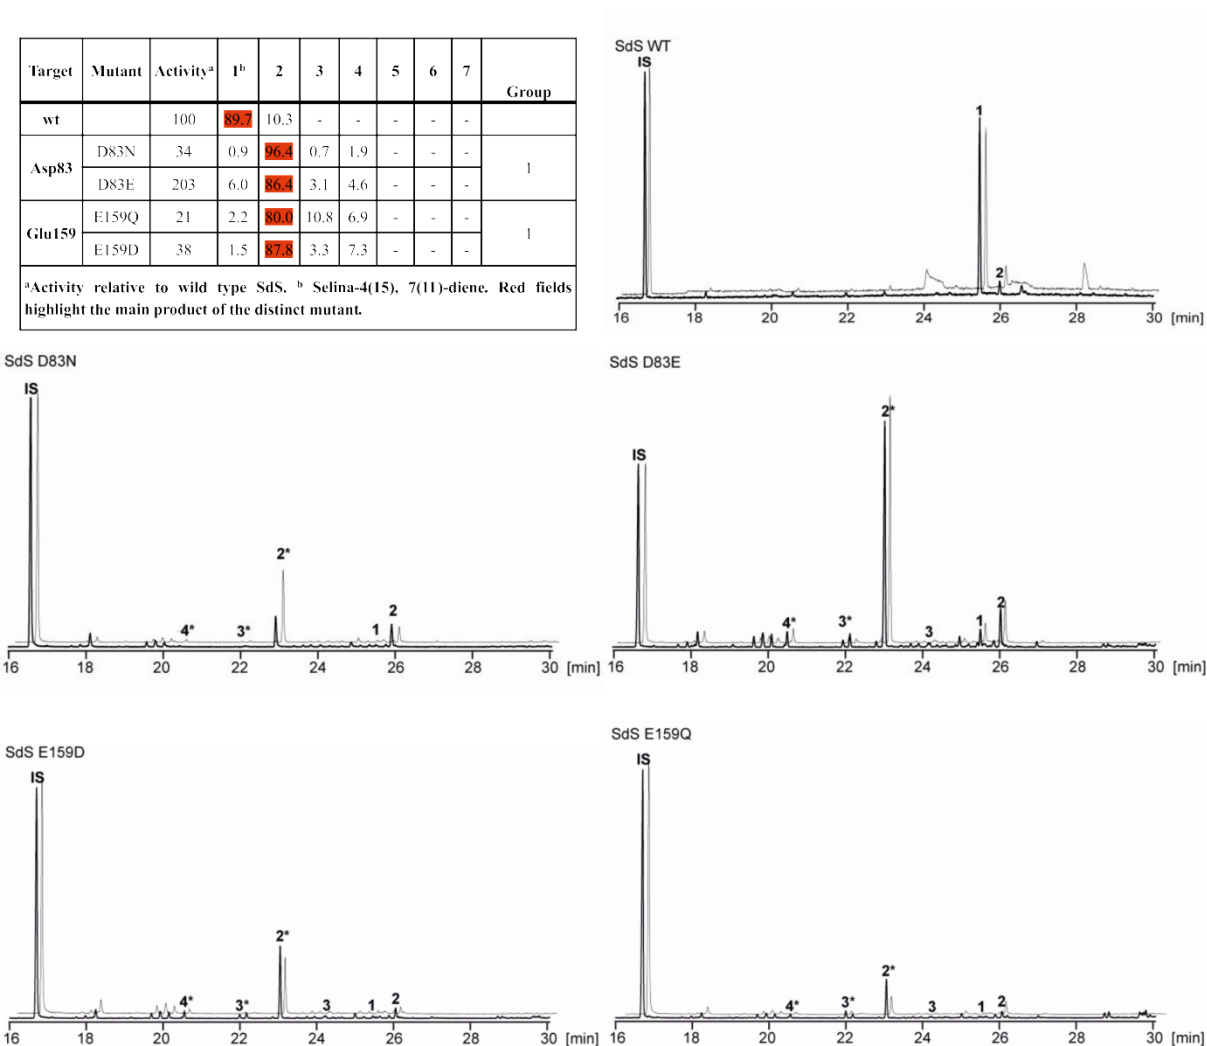 Target Mutant Activityᵃ 1ᵇ 2 3 4 5 6 7 Group
wt 100 89.7 10.3 - - - - -
Asp83 D83N 34 0.9 96.4 0.7 1.9 - - - 1
D83E 203 6.0 86.4 3.1 4.6 - - -
Glu159 E159Q 21 2.2 80.0 10.8 6.9 - - - 1
E159D 38 1.5 87.8 3.3 7.3 - - -
ᵃActivity relative to wild type SdS. ᵇ Selina-4(15), 7(11)-diene. Red fields
highlight the main product of the distinct mutant.
SdS WT
IS
1
2
16 20 22 24 26 28 30 [min]
SdS D83N
IS
2*
4* 3* 1 2
16 18 20 22 24 26 28 30 [min]
SdS D83E
IS
2*
4* 3* 3 1 2
16 18 20 22 24 26 28 30 [min]
SdS E159D
IS
2*
4* 3* 3 1 2
16 18 20 22 24 26 28 30 [min]
SdS E159Q
IS
2*
4* 3* 3 1 2
16 18 20 22 24 26 28 30 [min]